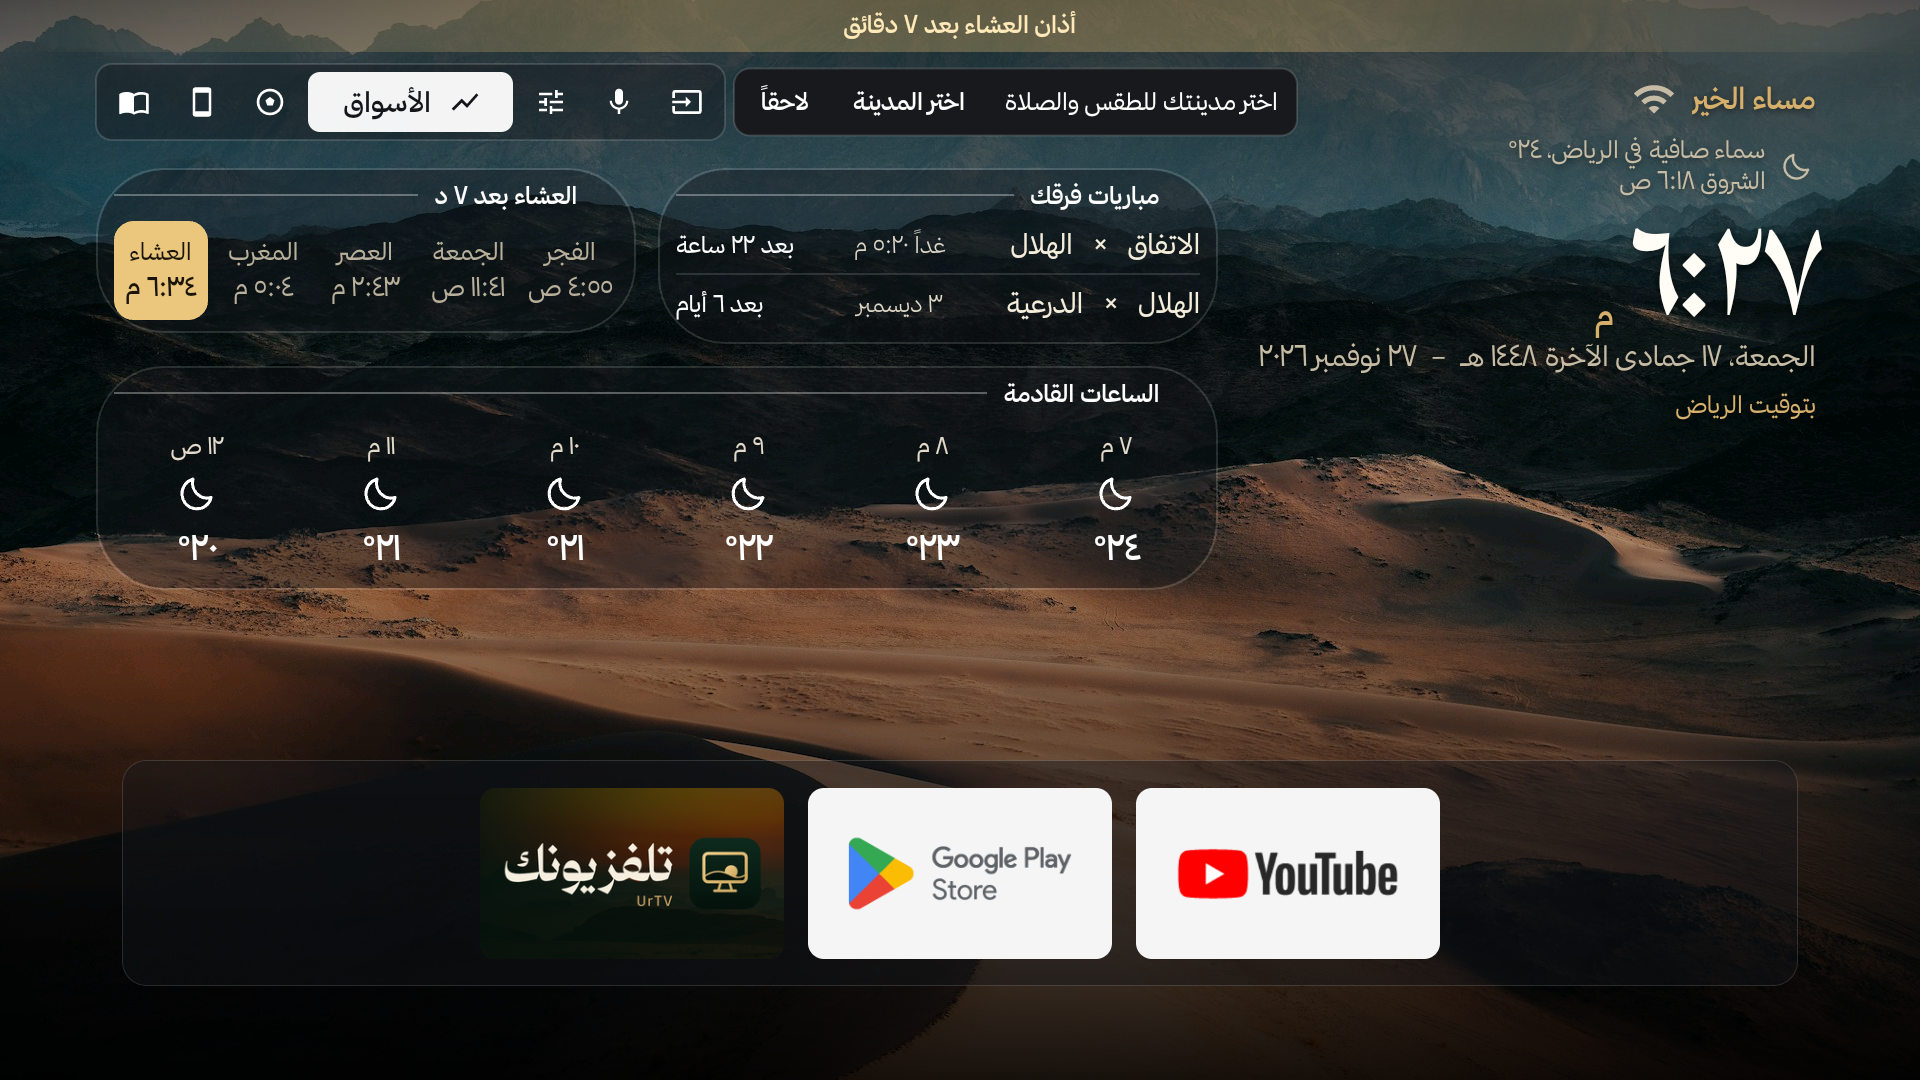 أذان العشاء بعد ٧ دقائق
مساء الخير
سماء صافية في الرياض، ٢٤°
الشروق ٦:١٨ ص
٦:٢٧ م
الجمعة، ١٧ جمادى الآخرة ١٤٤٨ هـ – ٢٧ نوفمبر ٢٠٢٦
بتوقيت الرياض
اختر مدينتك للطقس والصلاة اختر المدينة لاحقاً
الأسواق
مباريات فرقك
الاتفاق × الهلال غداً ٥:٢٠ م بعد ٢٢ ساعة
الهلال × الدرعية ٣ ديسمبر بعد ٦ أيام
العشاء بعد ٧ د
الفجر الجمعة العصر المغرب العشاء
٤:٥٥ ص ١١:٤١ ص ٢:٤٣ م ٥:٠٤ م ٦:٣٤ م
الساعات القادمة
٧ م ٨ م ٩ م ١٠ م ١١ م ١٢ ص
٢٤° ٢٣° ٢٢° ٢١° ٢١° ٢٠°
YouTube
Google Play
Store
تلفزيونك
UrTV